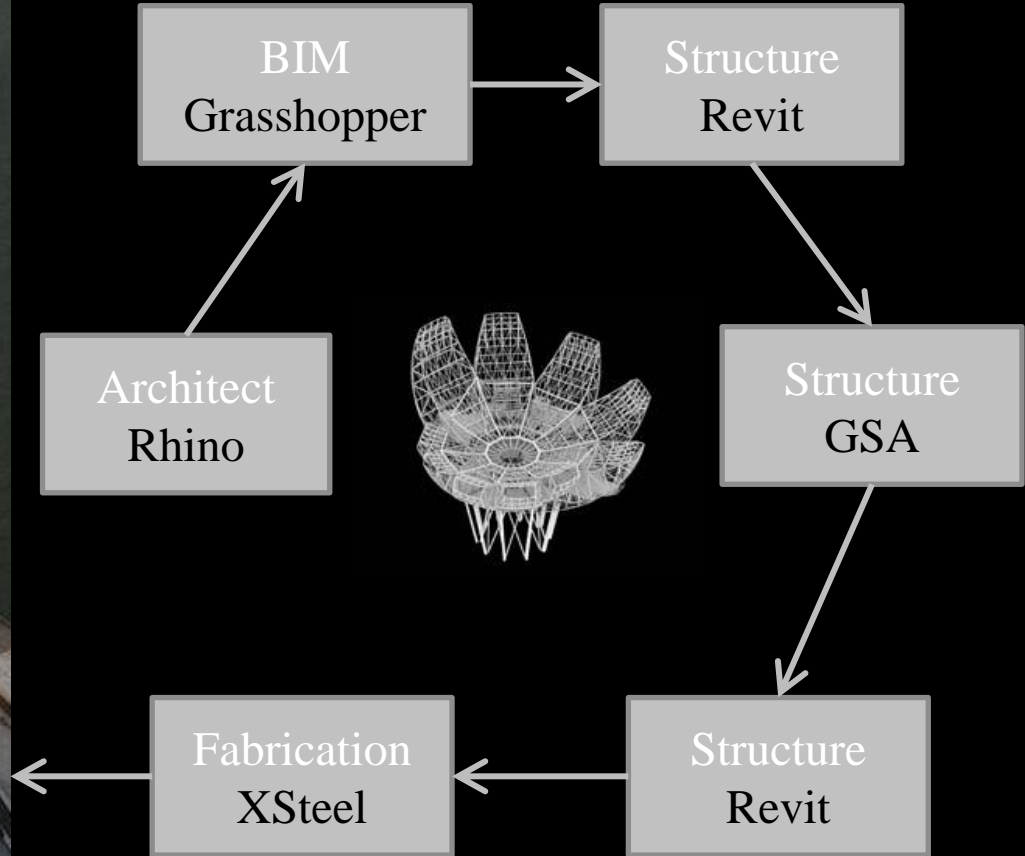 BIM
Grasshopper
Structure
Revit
Architect
Rhino
Structure
GSA
Fabrication
XSteel
Structure
Revit